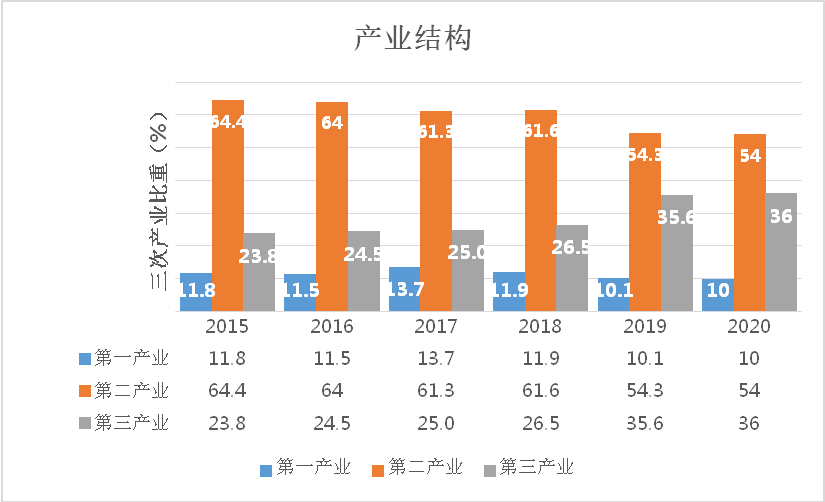 产业结构
三次产业比重（%）
64.4 64 61.3 61.6 54.3 54
23.8 24.5 25.0 26.5 35.6 36
11.8 11.5 13.7 11.9 10.1 10
2015 2016 2017 2018 2019 2020
第一产业 11.8 11.5 13.7 11.9 10.1 10
第二产业 64.4 64 61.3 61.6 54.3 54
第三产业 23.8 24.5 25.0 26.5 35.6 36
第一产业 第二产业 第三产业